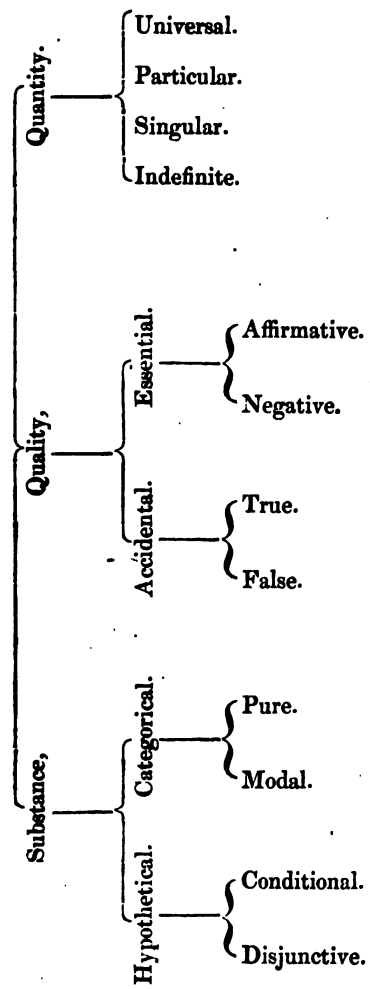 Quantity.
Universal.
Particular.
Singular.
Indefinite.
Quality,
Essential.
Affirmative.
Negative.
Accidental.
True.
False.
Substance,
Categorical.
Pure.
Modal.
Hypothetical.
Conditional.
Disjunctive.